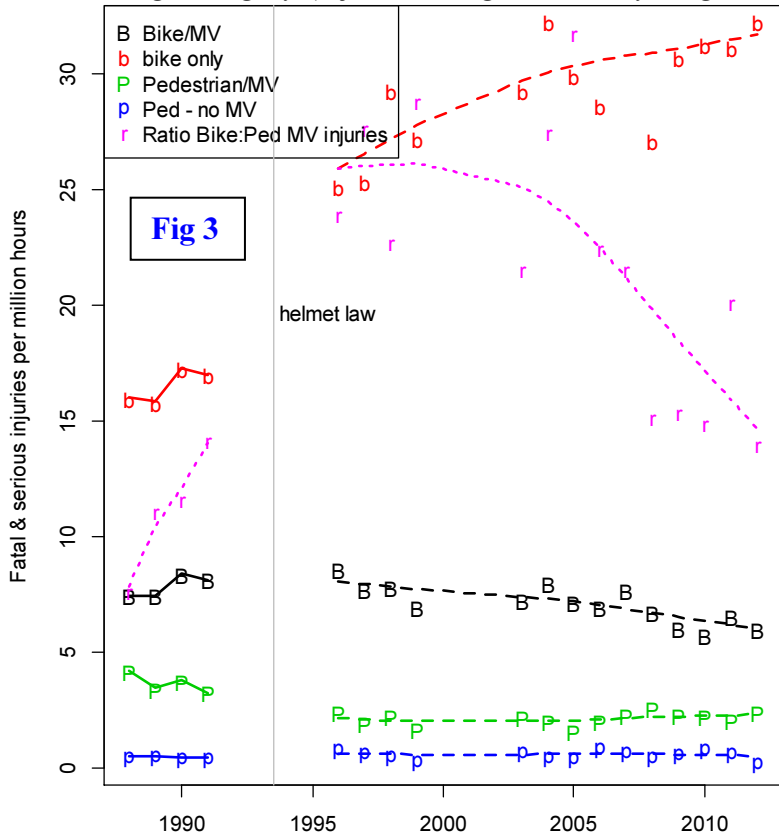 B Bike/MV
b bike only
P Pedestrian/MV
p Ped - no MV
r Ratio Bike:Ped MV injuries
Fig 3
helmet law
Fatal & serious injuries per million hours
30
25
20
15
10
5
0
1990 1995 2000 2005 2010